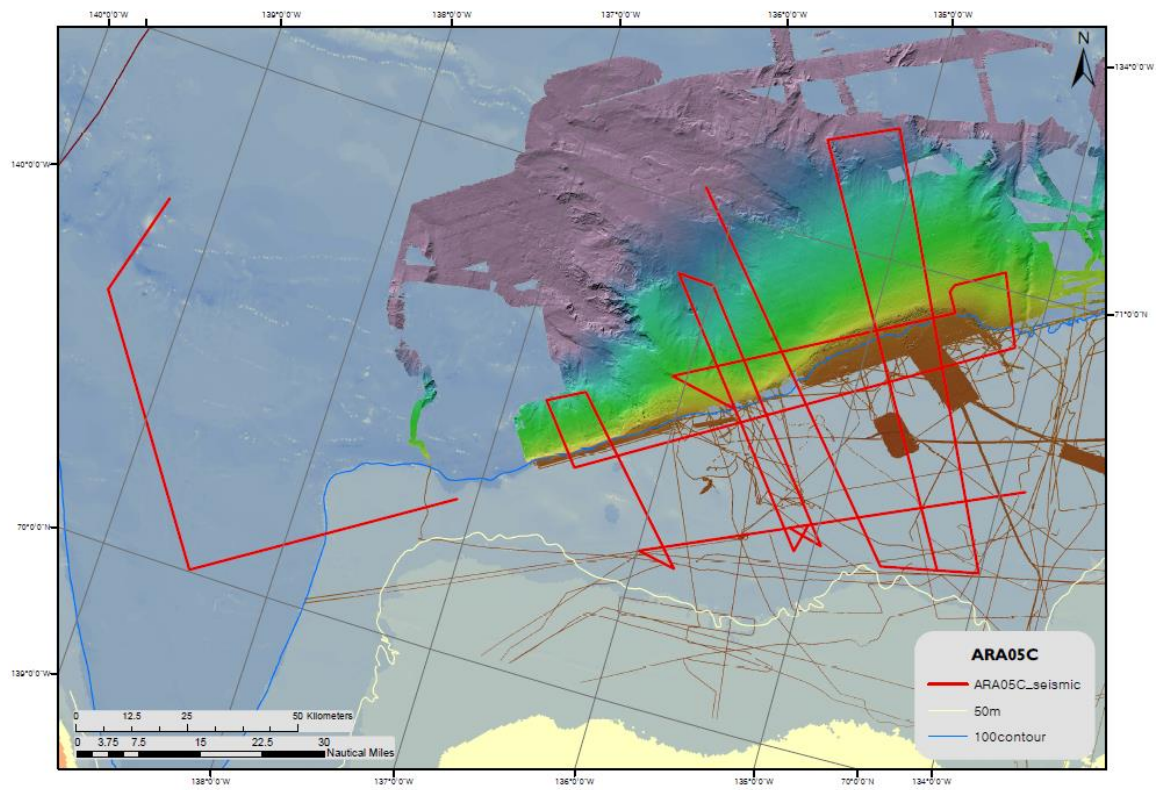 140°0'0"W 139°0'0"W 138°0'0"W 137°0'0"W 136°0'0"W 135°0'0"W
N
134°0'0"W
140°0'0"W
71°0'0"N
70°0'0"N
139°0'0"W
ARA05C
ARA05C_seismic
50m
100contour
0 12.5 25 50 Kilometers
0 3.75 7.5 15 22.5 30
Nautical Miles
138°0'0"W 137°0'0"W 136°0'0"W 135°0'0"W 70°0'0"N 134°0'0"W